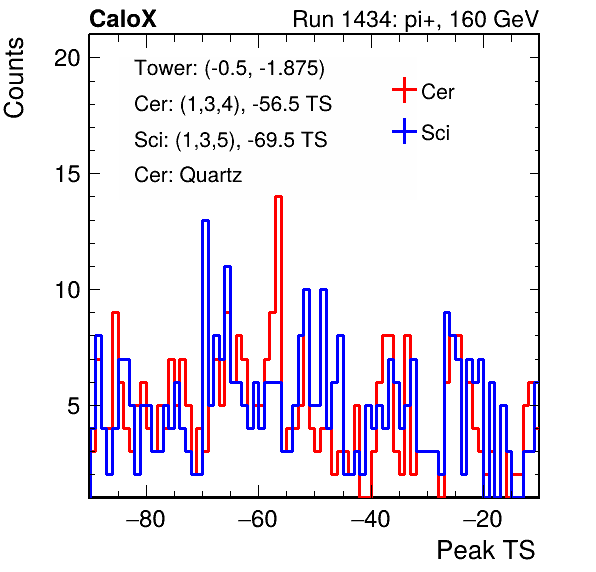 CaloX Run 1434: pi+, 160 GeV
Counts
20
15
10
5
Tower: (-0.5, -1.875)
Cer: (1,3,4), -56.5 TS
Sci: (1,3,5), -69.5 TS
Cer: Quartz
Cer
Sci
−80 −60 −40 −20
Peak TS